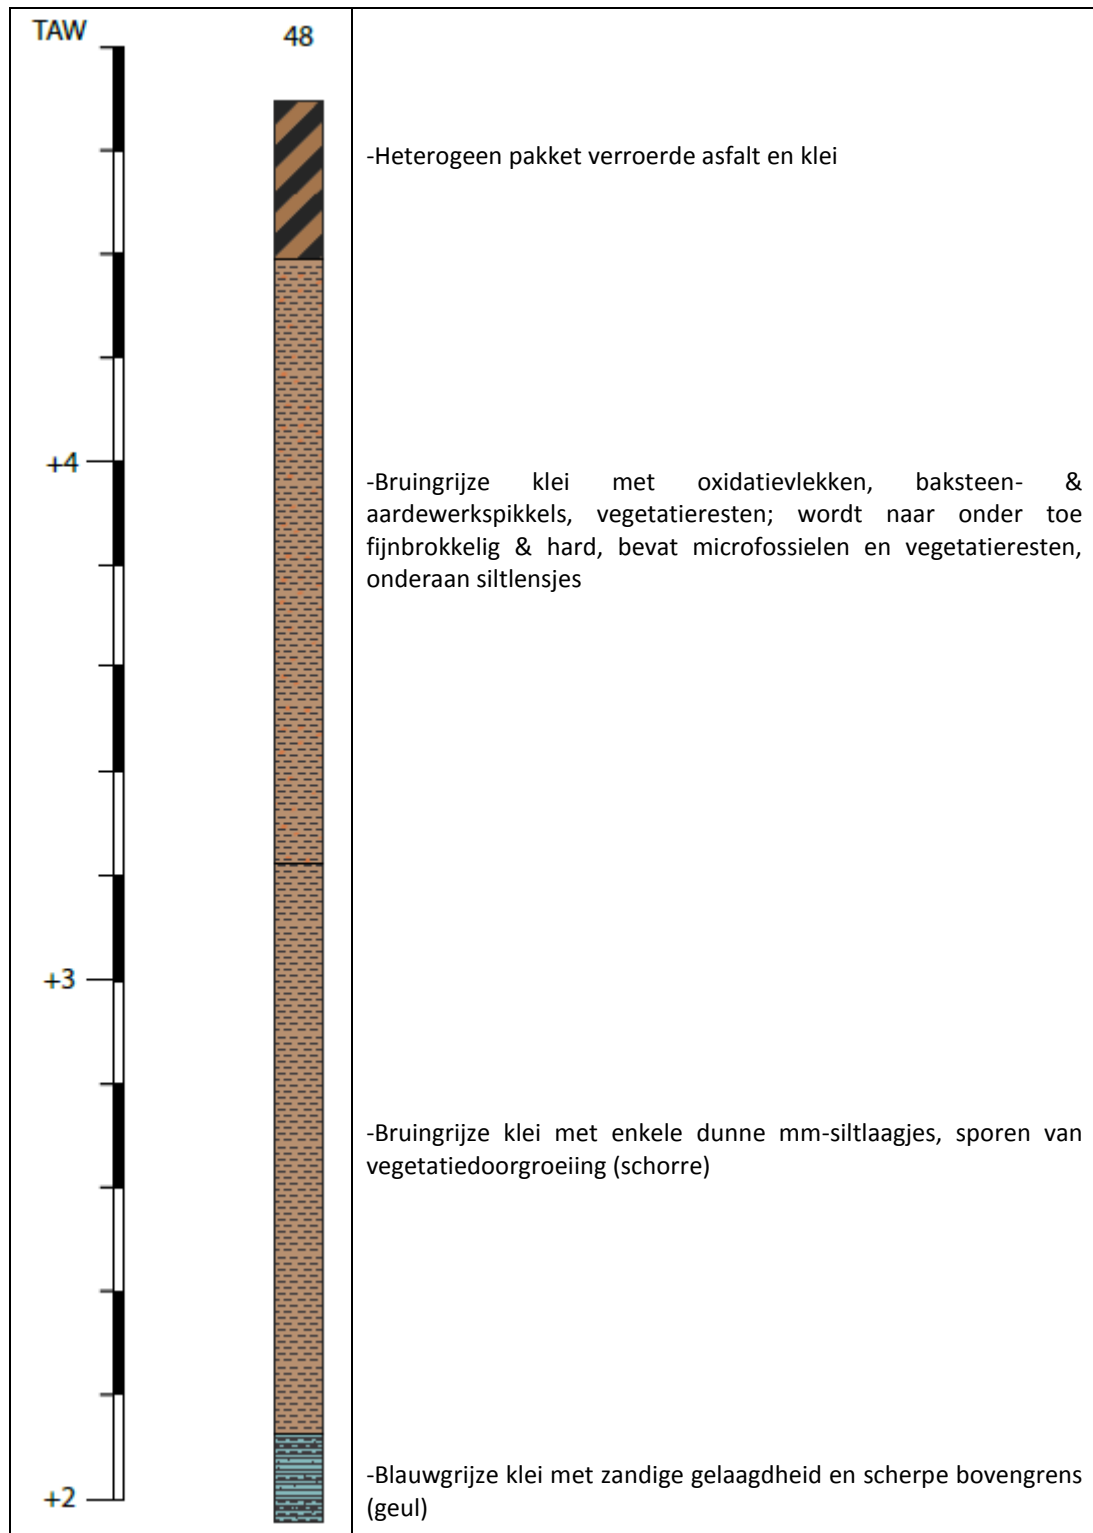 TAW
48
-Heterogeen pakket verroerde asfalt en klei
+4
-Bruingrijze klei met oxidatievlekken, baksteen- &
aardewerkspikkels, vegetatieresten; wordt naar onder toe
fijnbrokkelig & hard, bevat microfossielen en vegetatieresten,
onderaan siltlensjes
+3
-Bruingrijze klei met enkele dunne mm-siltlaagjes, sporen van
vegetatiedoorgroeiing (schorre)
-Blauwgrijze klei met zandige gelaagdheid en scherpe bovengrens
(geul)
+2